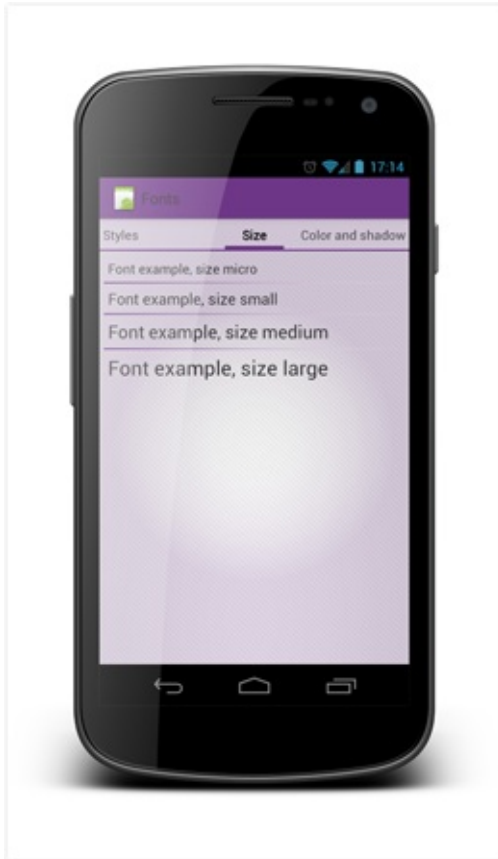 17:14
Fonts
Styles Size Color and shadow
Font example, size micro
Font example, size small
Font example, size medium
Font example, size large